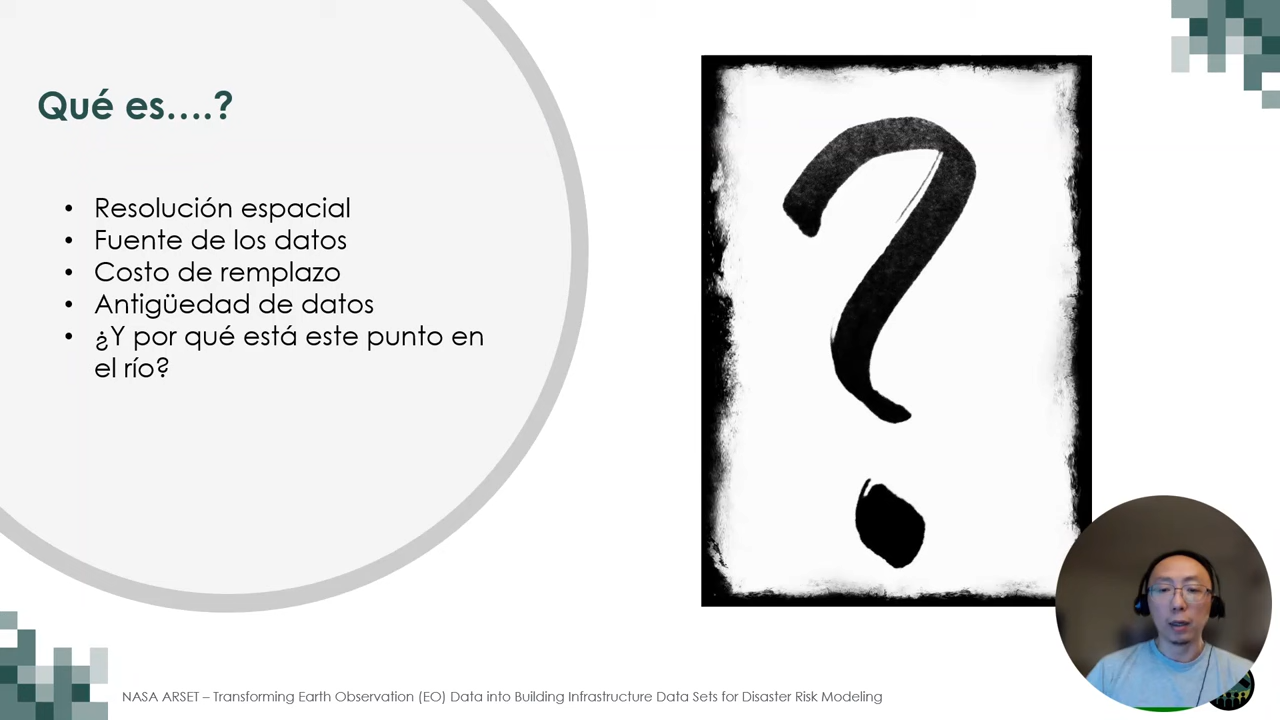 Qué es….?
• Resolución espacial
• Fuente de los datos
• Costo de remplazo
• Antigüedad de datos
• ¿Y por qué está este punto en
el río?
?
NASA ARSET – Transforming Earth Observation (EO) Data into Building Infrastructure Data Sets for Disaster Risk Modeling